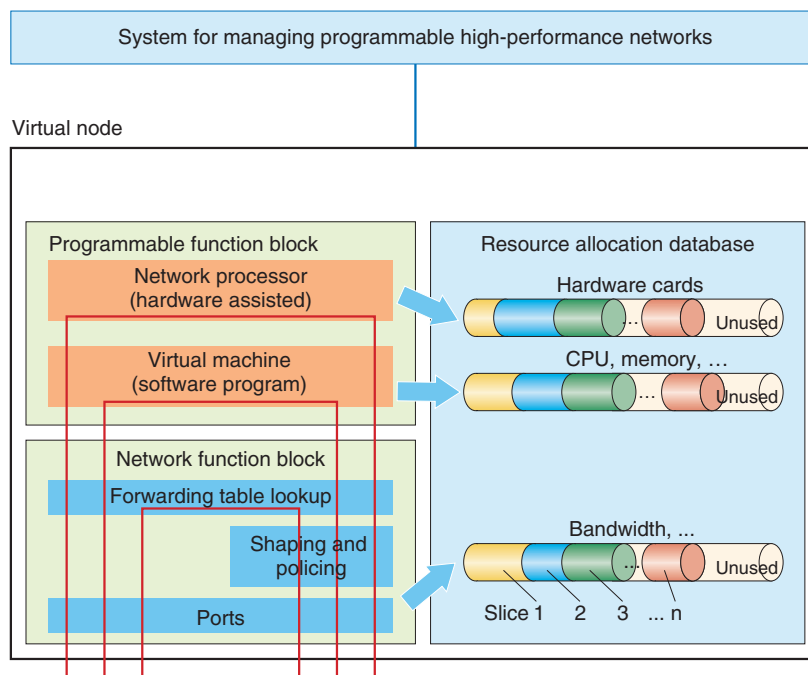 System for managing programmable high-performance networks
Virtual node
Programmable function block
Network processor
(hardware assisted)
Virtual machine
(software program)
Network function block
Forwarding table lookup
Shaping and
policing
Ports
Resource allocation database
Hardware cards
... Unused
CPU, memory, ...
... Unused
Bandwidth, ...
... Unused
Slice 1 2 3 ... n